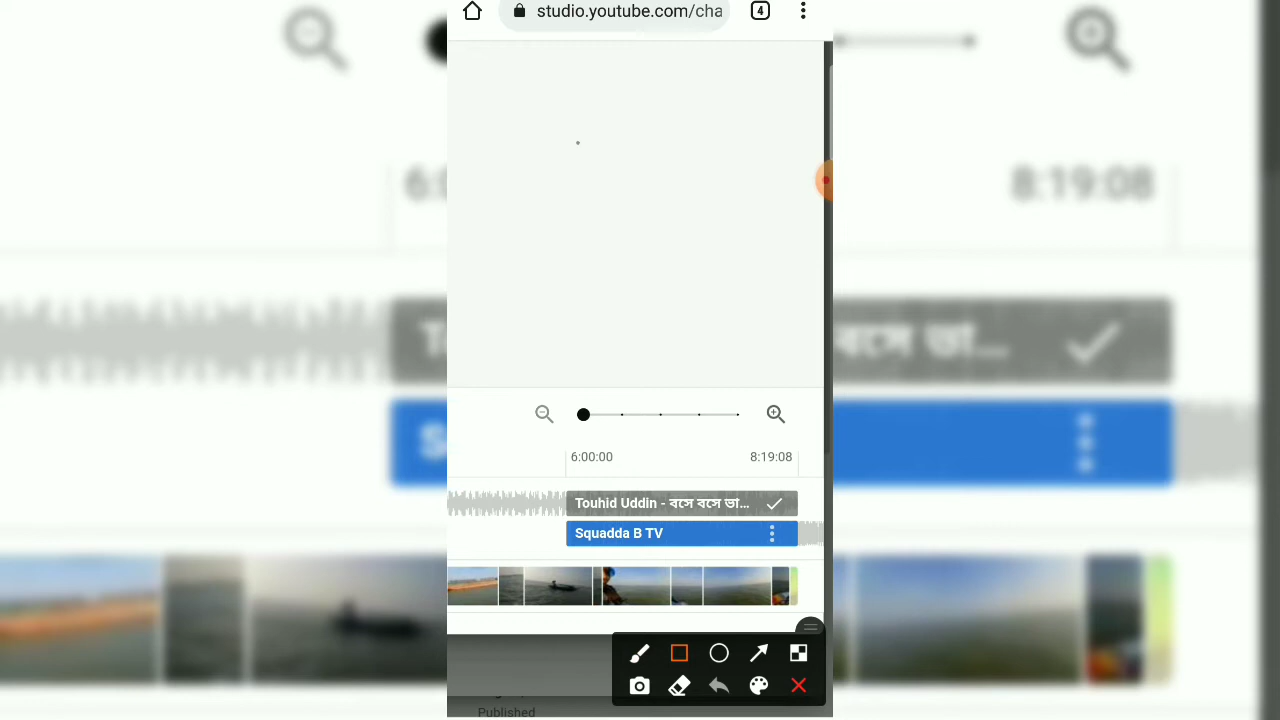 studio.youtube.com/cha
4
6:00:00
8:19:08
Touhid Uddin - বসে বসে ভা...
Squadda B TV
Published